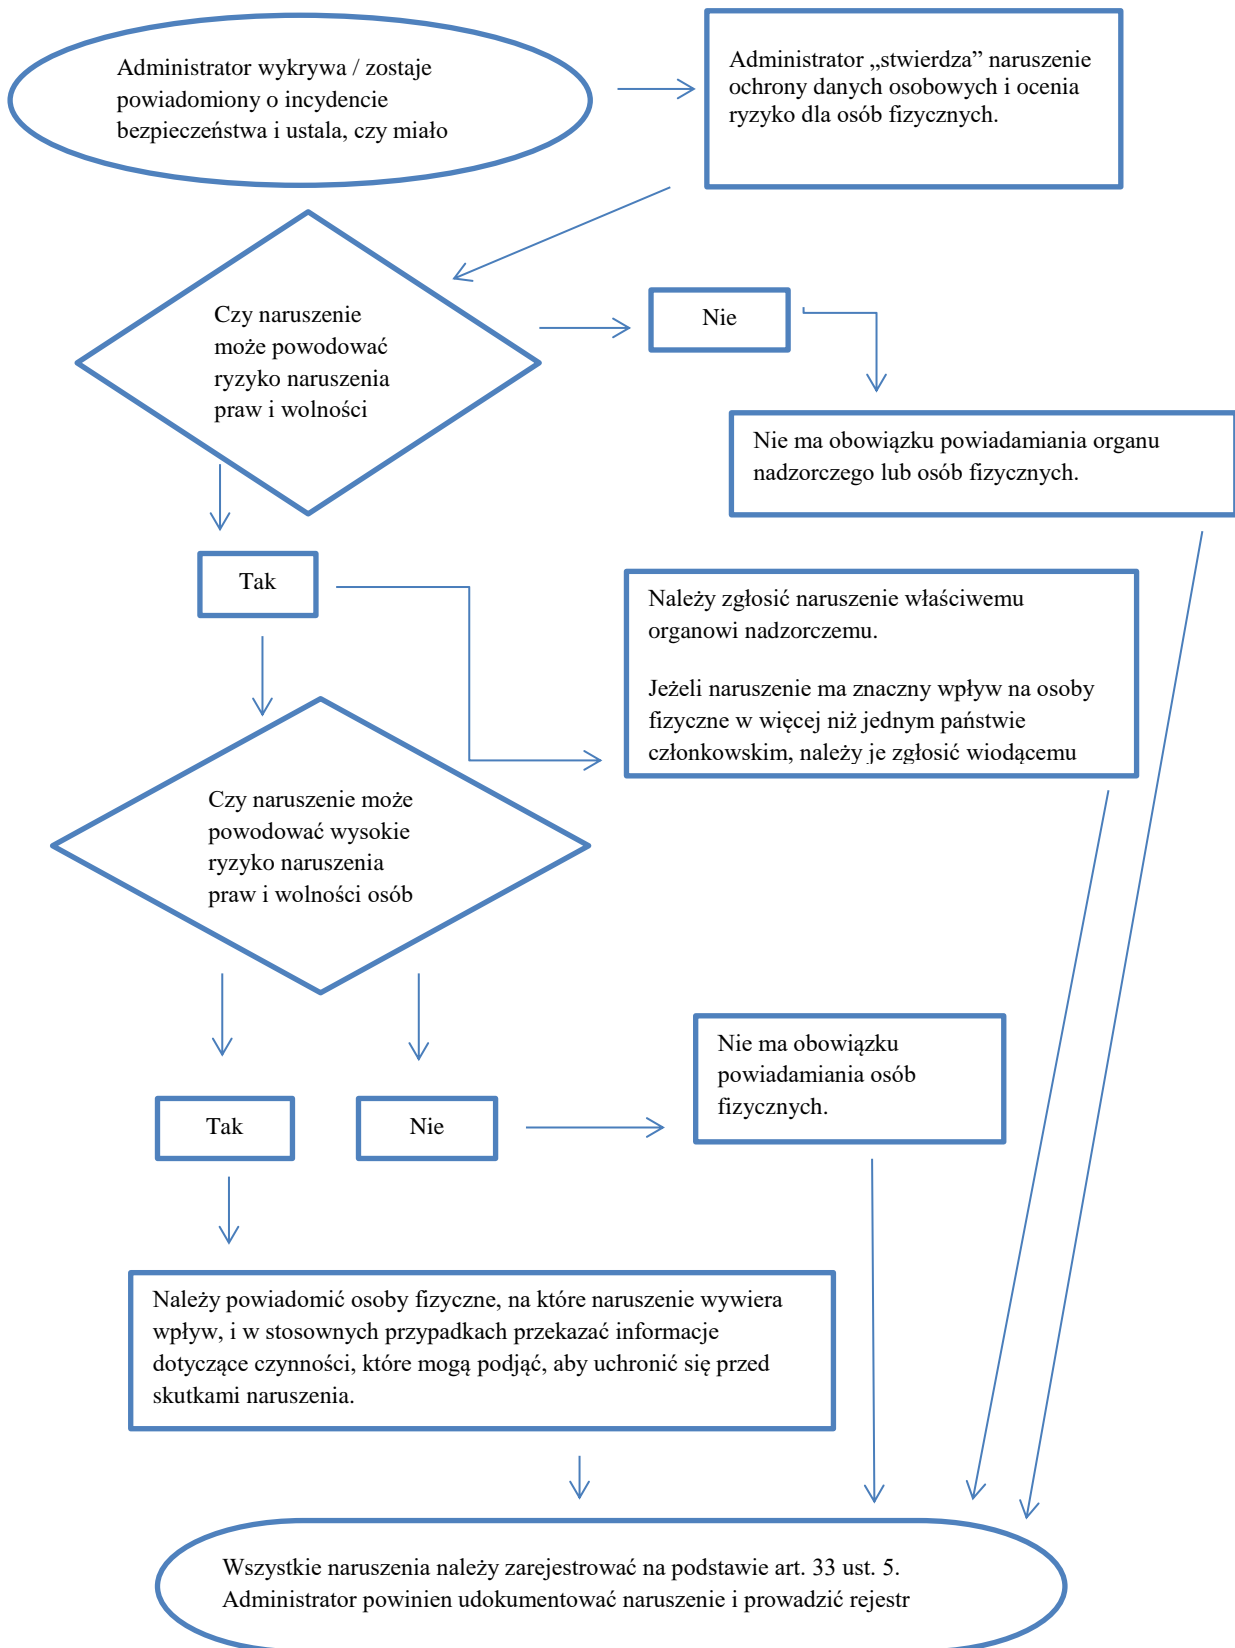 Administrator wykrywa / zostaje
powiadomiony o incydencie
bezpieczeństwa i ustala, czy miało
Administrator „stwierdza” naruszenie
ochrony danych osobowych i ocenia
ryzyko dla osób fizycznych.
Czy naruszenie
może powodować
ryzyko naruszenia
praw i wolności
Nie
Nie ma obowiązku powiadamiania organu
nadzorczego lub osób fizycznych.
Tak
Należy zgłosić naruszenie właściwemu
organowi nadzorczemu.
Jeżeli naruszenie ma znaczny wpływ na osoby
fizyczne w więcej niż jednym państwie
członkowskim, należy je zgłosić wiodącemu
Czy naruszenie może
powodować wysokie
ryzyko naruszenia
praw i wolności osób
Nie ma obowiązku
powiadamiania osób
fizycznych.
Tak
Nie
Należy powiadomić osoby fizyczne, na które naruszenie wywiera
wpływ, i w stosownych przypadkach przekazać informacje
dotyczące czynności, które mogą podjąć, aby uchronić się przed
skutkami naruszenia.
Wszystkie naruszenia należy zarejestrować na podstawie art. 33 ust. 5.
Administrator powinien udokumentować naruszenie i prowadzić rejestr